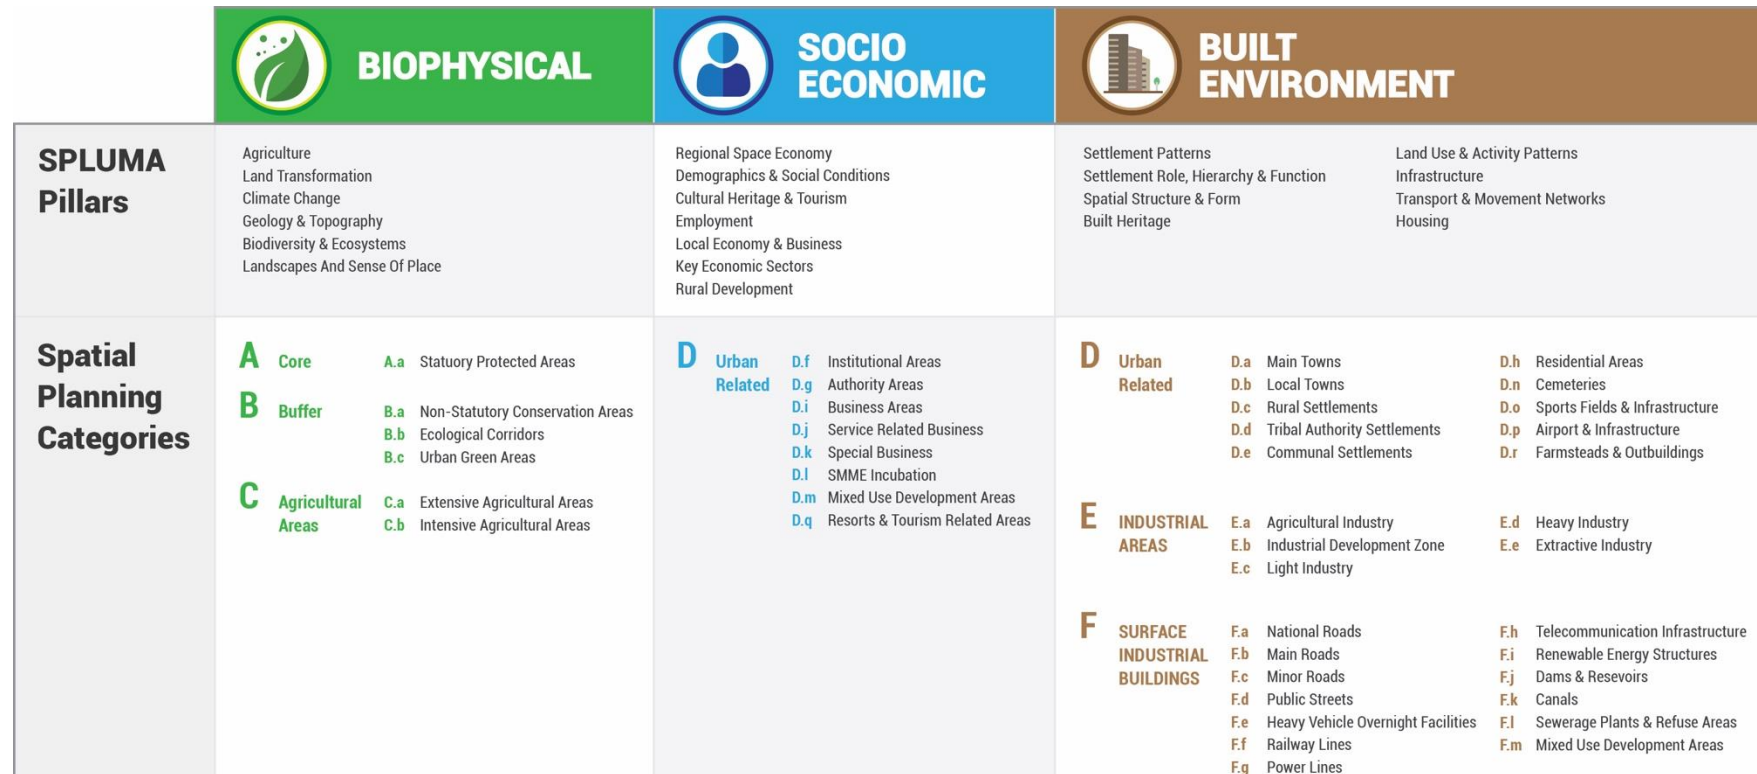 BIOPHYSICAL
SOCIO
ECONOMIC
BUILT
ENVIRONMENT
SPLUMA
Pillars
Agriculture
Land Transformation
Climate Change
Geology & Topography
Biodiversity & Ecosystems
Landscapes And Sense Of Place
Regional Space Economy
Demographics & Social Conditions
Cultural Heritage & Tourism
Employment
Local Economy & Business
Key Economic Sectors
Rural Development
Settlement Patterns
Settlement Role, Hierarchy & Function
Spatial Structure & Form
Built Heritage
Land Use & Activity Patterns
Infrastructure
Transport & Movement Networks
Housing
Spatial
Planning
Categories
A Core A.a Statuory Protected Areas
B Buffer B.a Non-Statutory Conservation Areas
B.b Ecological Corridors
B.c Urban Green Areas
C Agricultural C.a Extensive Agricultural Areas
Areas C.b Intensive Agricultural Areas
D Urban D.f Institutional Areas
Related D.g Authority Areas
D.i Business Areas
D.j Service Related Business
D.k Special Business
D.l SMME Incubation
D.m Mixed Use Development Areas
D.q Resorts & Tourism Related Areas
D Urban D.a Main Towns
Related D.b Local Towns
D.c Rural Settlements
D.d Tribal Authority Settlements
D.e Communal Settlements
D.h Residential Areas
D.n Cemeteries
D.o Sports Fields & Infrastructure
D.p Airport & Infrastructure
D.r Farmsteads & Outbuildings
E INDUSTRIAL E.a Agricultural Industry
AREAS E.b Industrial Development Zone
E.c Light Industry
E.d Heavy Industry
E.e Extractive Industry
F SURFACE F.a National Roads
INDUSTRIAL F.b Main Roads
BUILDINGS F.c Minor Roads
F.d Public Streets
F.e Heavy Vehicle Overnight Facilities
F.f Railway Lines
F.g Power Lines
F.h Telecommunication Infrastructure
F.i Renewable Energy Structures
F.j Dams & Resevoirs
F.k Canals
F.l Sewerage Plants & Refuse Areas
F.m Mixed Use Development Areas